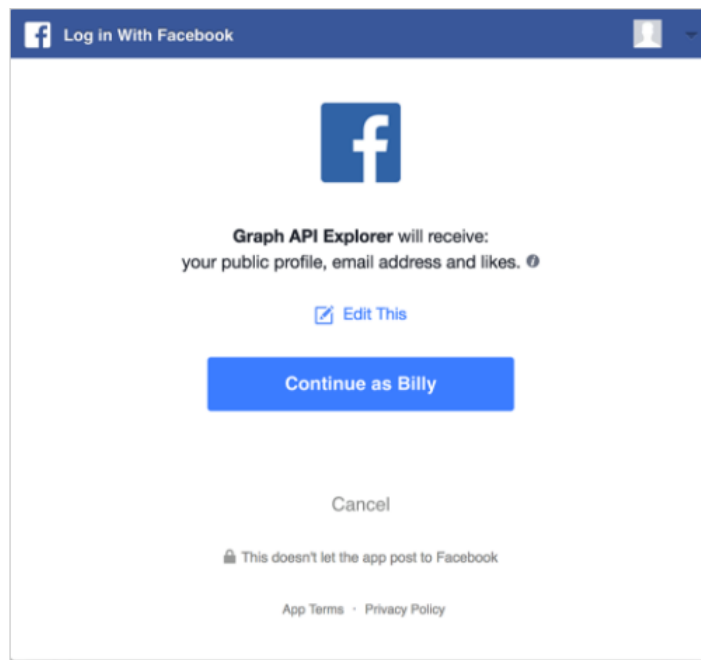 Log in With Facebook
Graph API Explorer will receive:
your public profile, email address and likes.
Edit This
Continue as Billy
Cancel
This doesn't let the app post to Facebook
App Terms · Privacy Policy